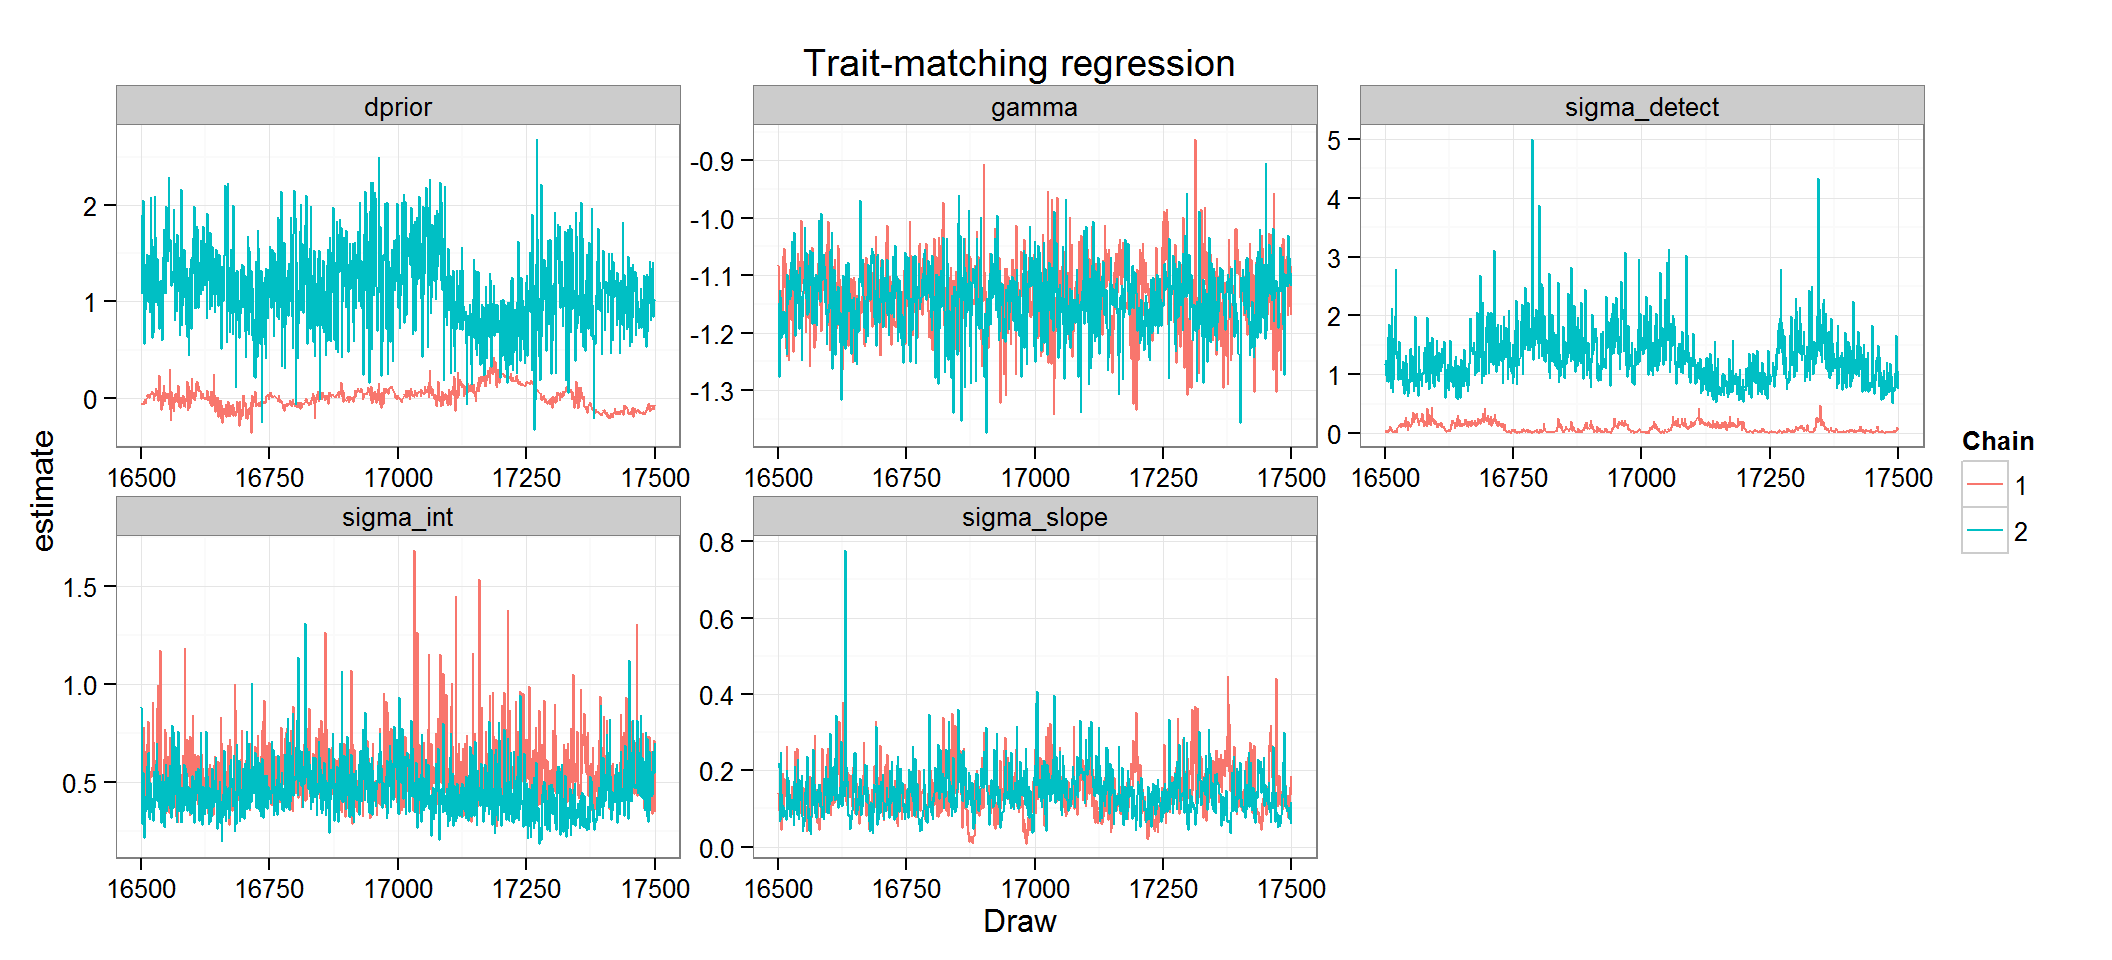 Trait-matching regression
dprior
gamma
sigma_detect
2
1
0
-0.9
-1.0
-1.1
-1.2
-1.3
5
4
3
2
1
0
16500 16750 17000 17250 17500
16500 16750 17000 17250 17500
16500 16750 17000 17250 17500
estimate
sigma_int
sigma_slope
1.5
1.0
0.5
0.8
0.6
0.4
0.2
0.0
16500 16750 17000 17250 17500
16500 16750 17000 17250 17500
Draw
Chain
1
2